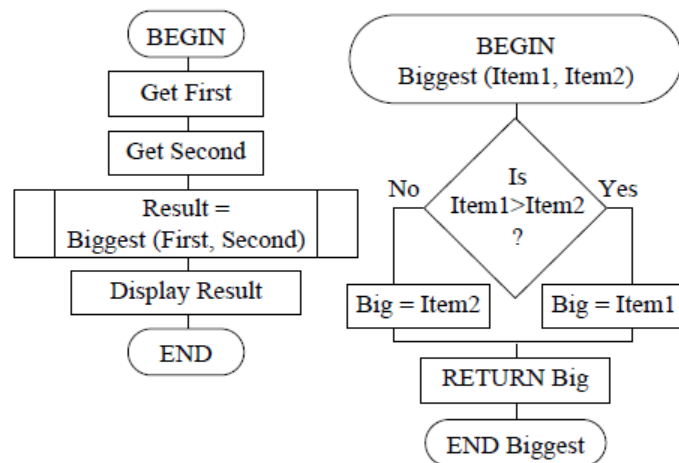 BEGIN
Get First
Get Second
Result =
Biggest (First, Second)
Display Result
END
BEGIN
Biggest (Item1, Item2)
Is
Item1>Item2
?
No
Yes
Big = Item2
Big = Item1
RETURN Big
END Biggest